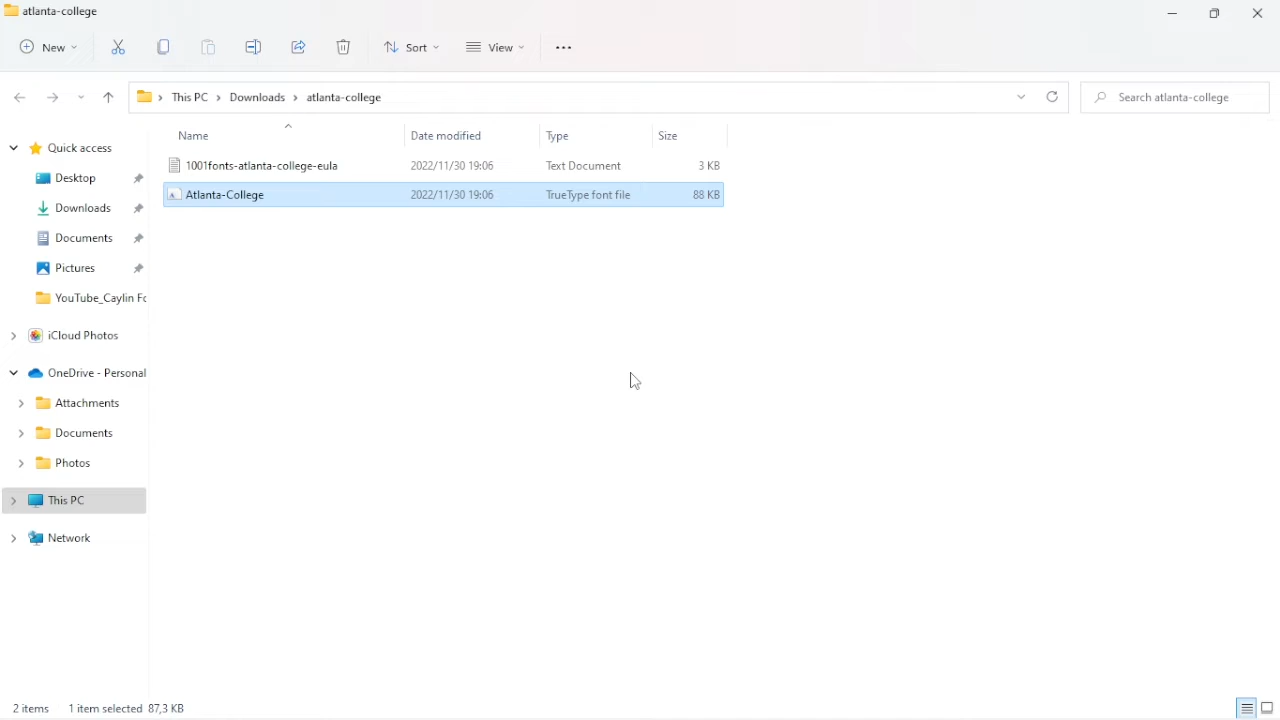 atlanta-college
New
Sort
View
This PC > Downloads > atlanta-college
Search atlanta-college
Name Date modified Type Size
1001fonts-atlanta-college-eula 2022/11/30 19:06 Text Document 3 KB
Atlanta-College 2022/11/30 19:06 TrueType font file 88 KB
Quick access
Desktop
Downloads
Documents
Pictures
YouTube_Caylin Fo
iCloud Photos
OneDrive - Personal
Attachments
Documents
Photos
This PC
Network
2 items 1 item selected 87,3 KB